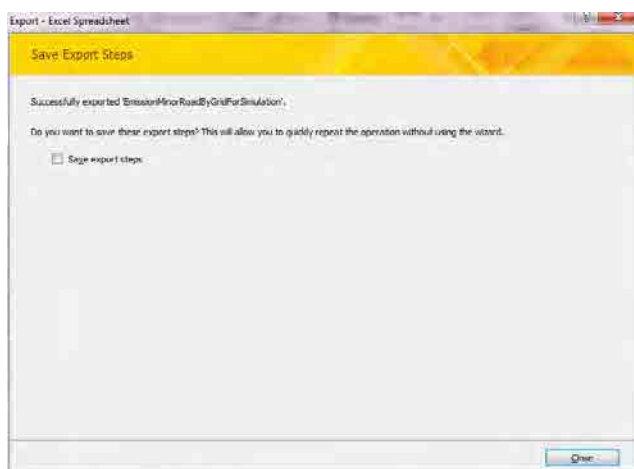 Export - Excel Spreadsheet
Save Export Steps
Successfully exported 'EmissionMinorRoadByGridForSimulation'.
Do you want to save these export steps? This will allow you to quickly repeat the operation without using the wizard.
Save export steps
Close